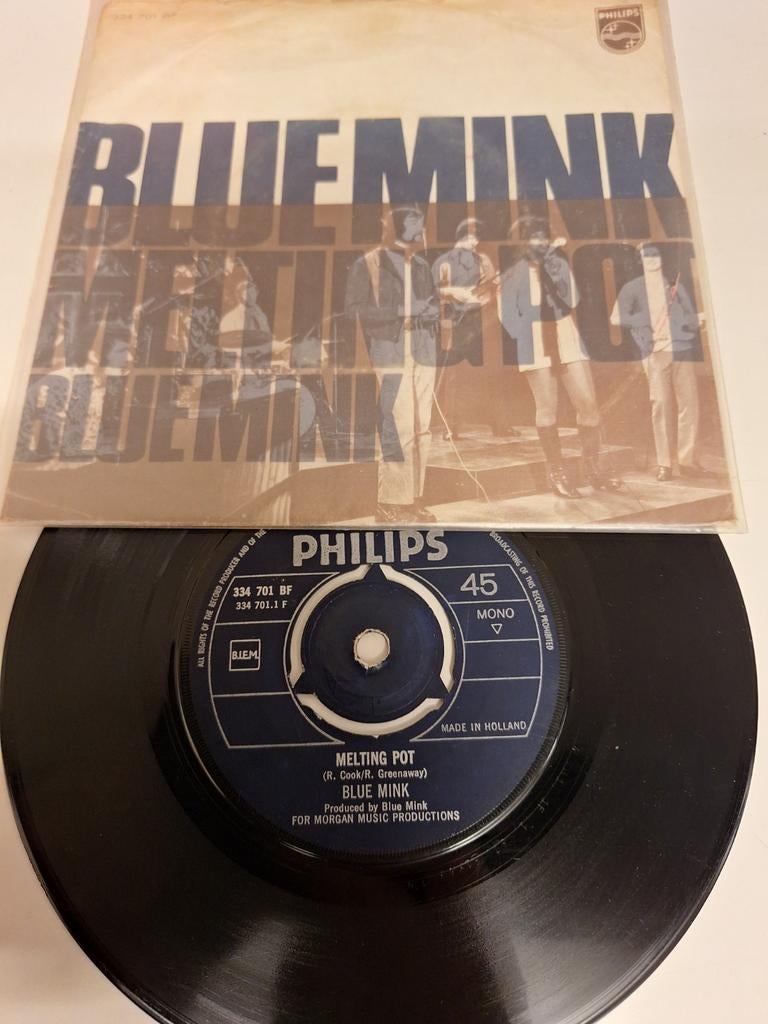 334 701 BF
PHILIPS
BLUE MINK
MELTING POT
BLUE MINK
PHILIPS
ALL RIGHTS OF THE RECORD PRODUCER AND OF THE
BROADCASTING OF THIS RECORD PROHIBITED
334 701 BF
334 701.1 F
45
MONO
B.I.E.M.
MADE IN HOLLAND
MELTING POT
(R. Cook/R. Greenaway)
BLUE MINK
Produced by Blue Mink
FOR MORGAN MUSIC PRODUCTIONS